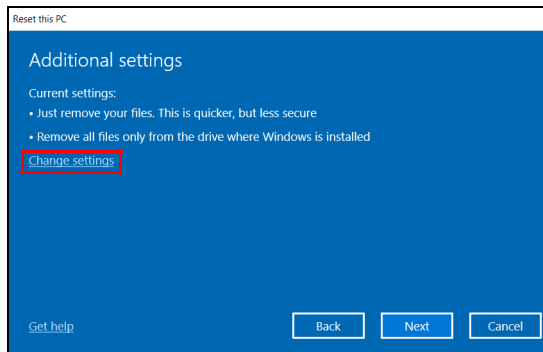 Reset this PC
Additional settings
Current settings:
• Just remove your files. This is quicker, but less secure
• Remove all files only from the drive where Windows is installed
Change settings
Get help
Back
Next
Cancel